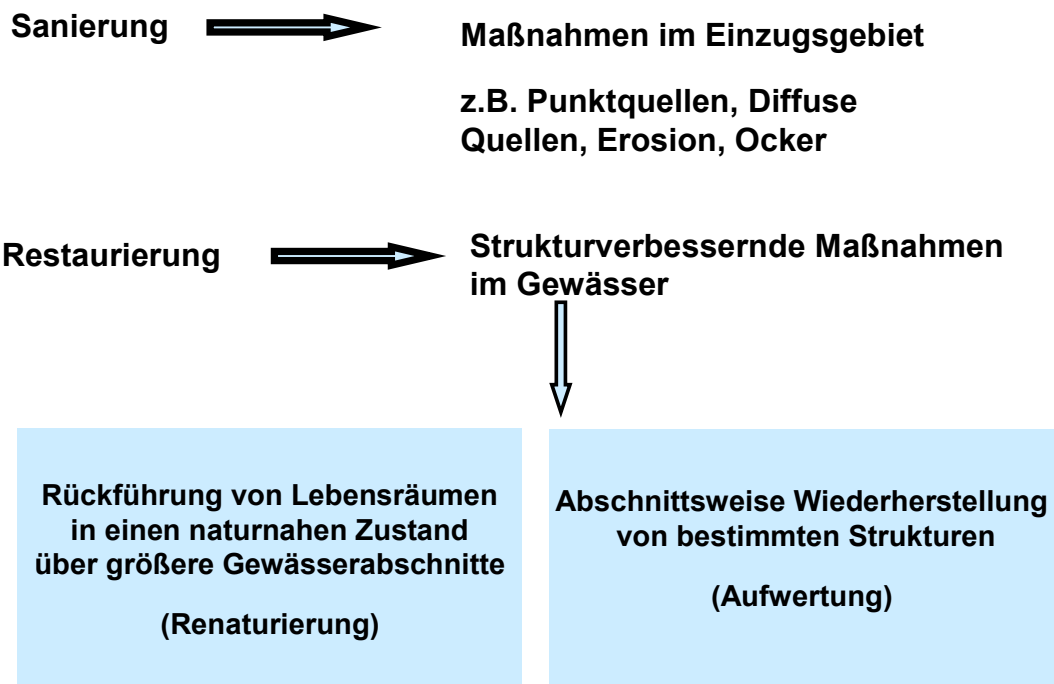 Sanierung
Maßnahmen im Einzugsgebiet
z.B. Punktquellen, Diffuse
Quellen, Erosion, Ocker
Restaurierung
Strukturverbessernde Maßnahmen
im Gewässer
Rückführung von Lebensräumen
in einen naturnahen Zustand
über größere Gewässerabschnitte
(Renaturierung)
Abschnittsweise Wiederherstellung
von bestimmten Strukturen
(Aufwertung)